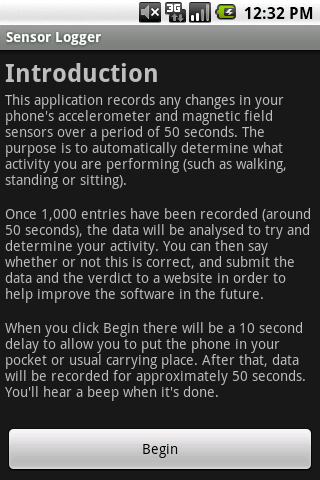 3G
12:32 PM
Sensor Logger
Introduction
This application records any changes in your
phone's accelerometer and magnetic field
sensors over a period of 50 seconds. The
purpose is to automatically determine what
activity you are performing (such as walking,
standing or sitting).
Once 1,000 entries have been recorded (around
50 seconds), the data will be analysed to try and
determine your activity. You can then say
whether or not this is correct, and submit the
data and the verdict to a website in order to
help improve the software in the future.
When you click Begin there will be a 10 second
delay to allow you to put the phone in your
pocket or usual carrying place. After that, data
will be recorded for approximately 50 seconds.
You'll hear a beep when it's done.
Begin